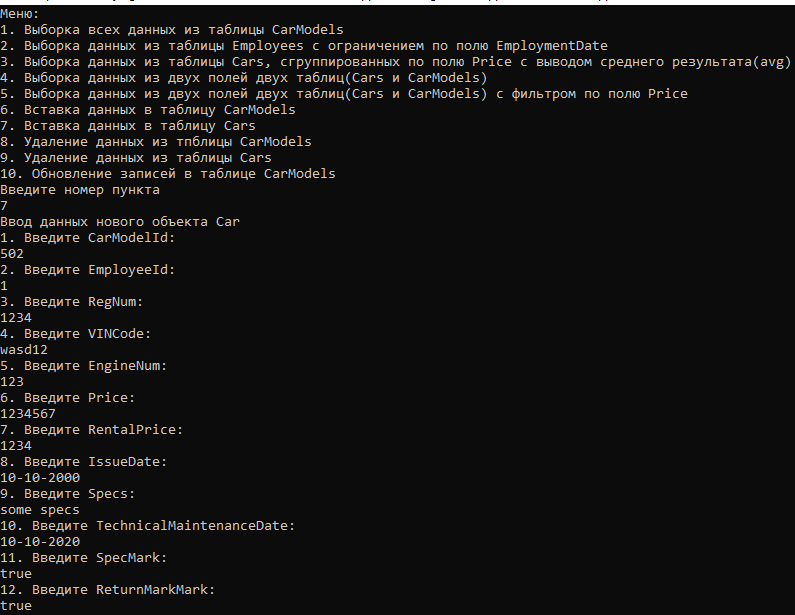 Меню:
1. Выборка всех данных из таблицы CarModels
2. Выборка данных из таблицы Employees с ограничением по полю EmploymentDate
3. Выборка данных из таблицы Cars, сгруппированных по полю Price с выводом среднего результата(avg)
4. Выборка данных из двух полей двух таблиц(Cars и CarModels)
5. Выборка данных из двух полей двух таблиц(Cars и CarModels) с фильтром по полю Price
6. Вставка данных в таблицу CarModels
7. Вставка данных в таблицу Cars
8. Удаление данных из тпблицы CarModels
9. Удаление данных из таблицы Cars
10. Обновление записей в таблице CarModels
Введите номер пункта
7
Ввод данных нового объекта Car
1. Введите CarModelId:
502
2. Введите EmployeeId:
1
3. Введите RegNum:
1234
4. Введите VINCode:
wasd12
5. Введите EngineNum:
123
6. Введите Price:
1234567
7. Введите RentalPrice:
1234
8. Введите IssueDate:
10-10-2000
9. Введите Specs:
some specs
10. Введите TechnicalMaintenanceDate:
10-10-2020
11. Введите SpecMark:
true
12. Введите ReturnMarkMark:
true